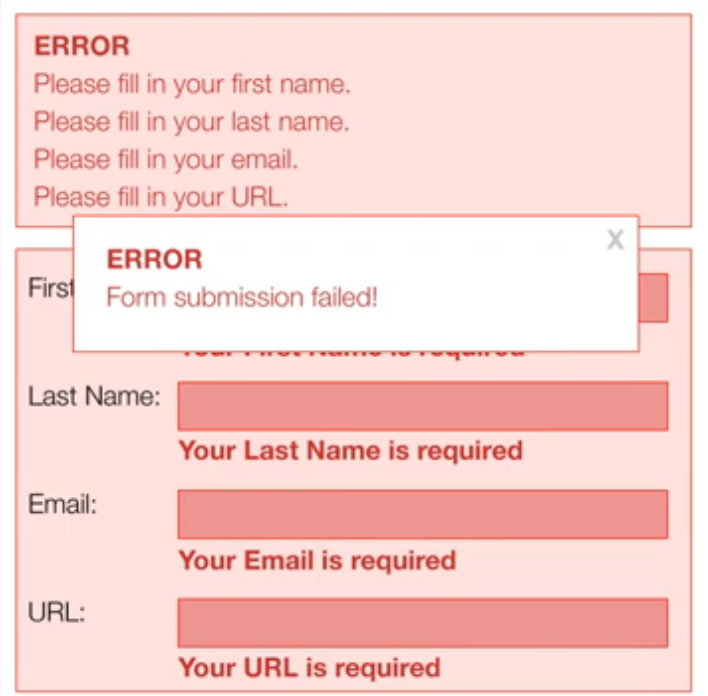 ERROR
Please fill in your first name.
Please fill in your last name.
Please fill in your email.
Please fill in your URL.
ERROR
X
Form submission failed!
First
Your First Name is required
Last Name:
Your Last Name is required
Email:
Your Email is required
URL:
Your URL is required